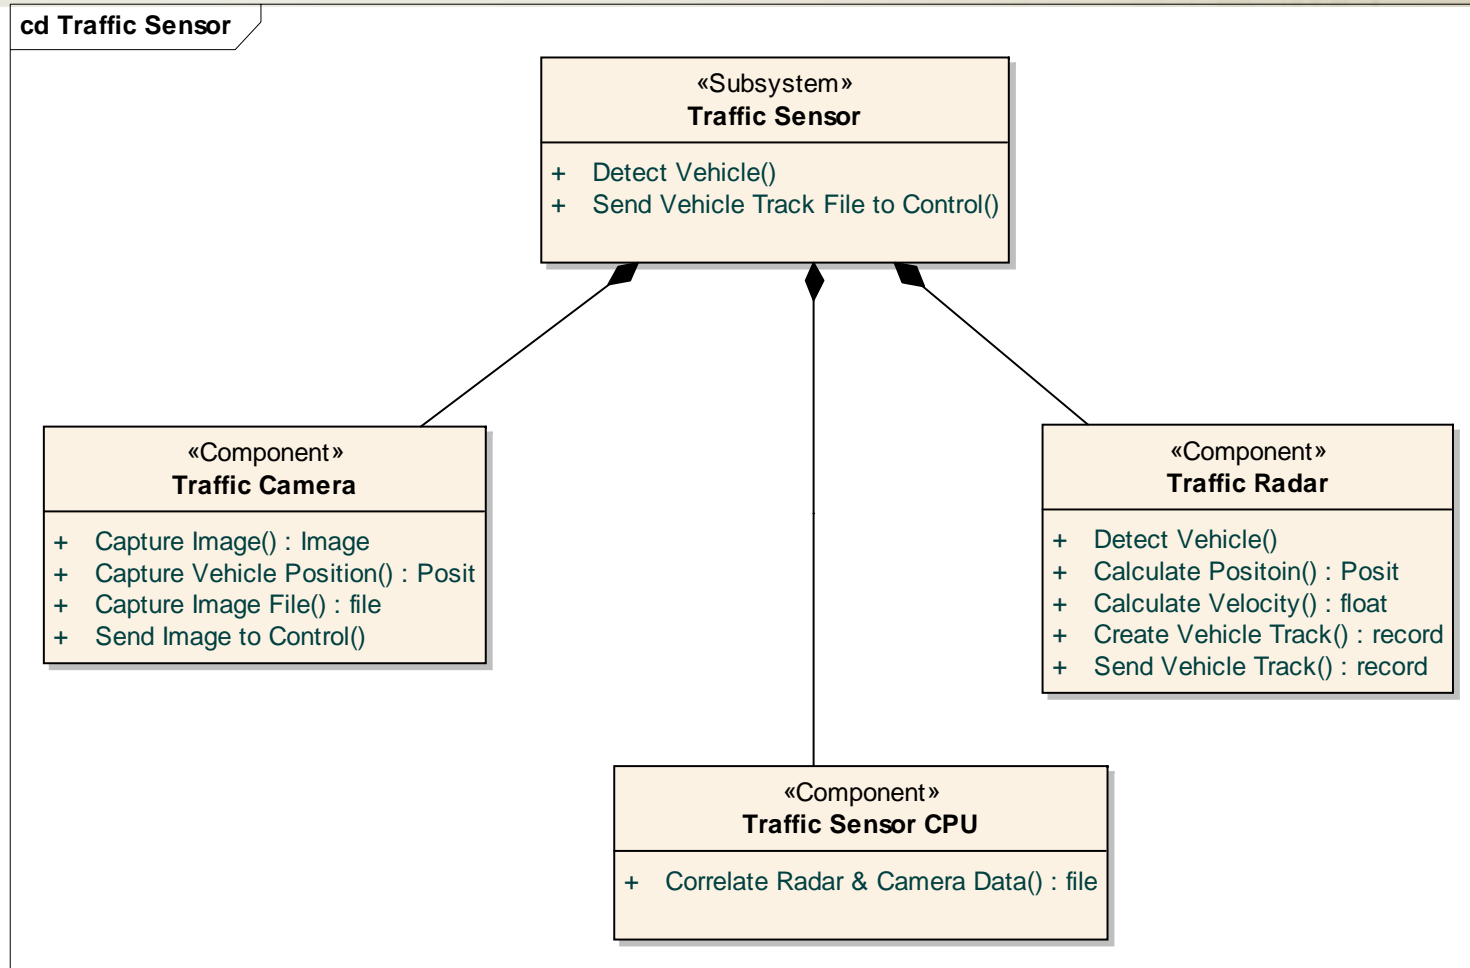 cd Traffic Sensor
«Subsystem»
Traffic Sensor
+ Detect Vehicle()
+ Send Vehicle Track File to Control()
«Component»
Traffic Camera
+ Capture Image() : Image
+ Capture Vehicle Position() : Posit
+ Capture Image File() : file
+ Send Image to Control()
«Component»
Traffic Radar
+ Detect Vehicle()
+ Calculate Positoin() : Posit
+ Calculate Velocity() : float
+ Create Vehicle Track() : record
+ Send Vehicle Track() : record
«Component»
Traffic Sensor CPU
+ Correlate Radar & Camera Data() : file